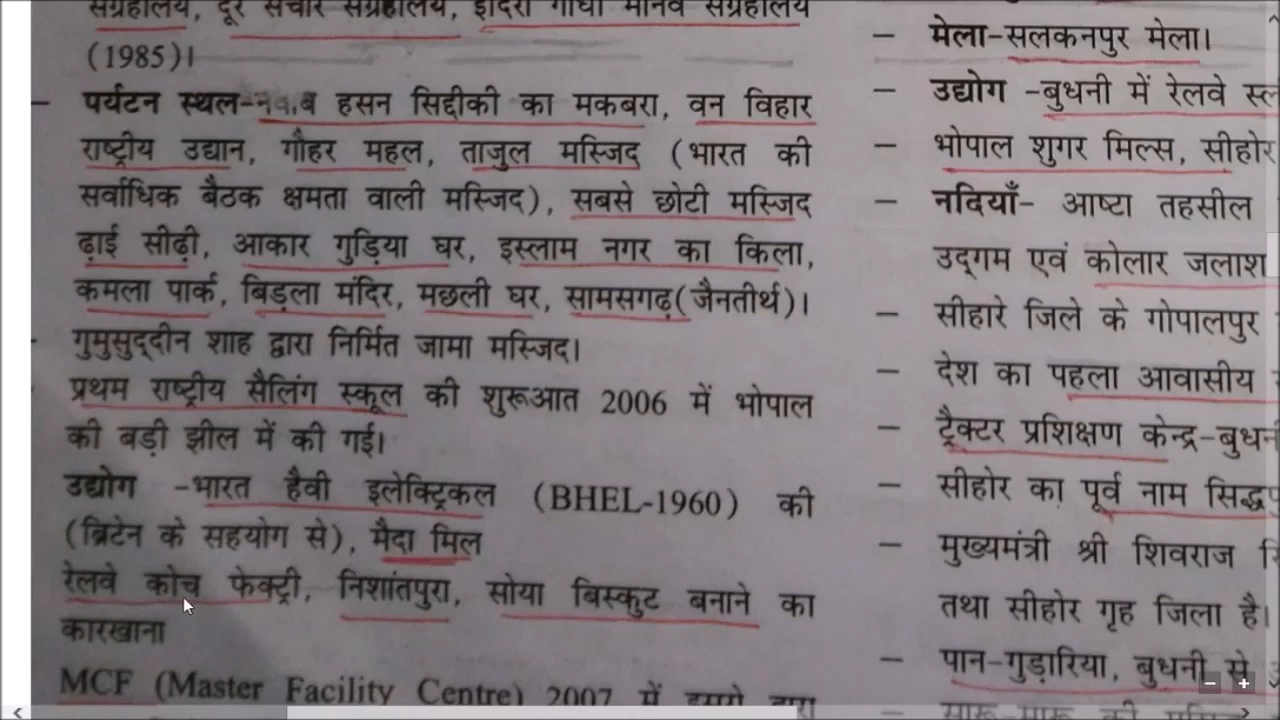 संग्रहालय, दूर संचार संग्रहालय, इंदिरा गांधी मानव संग्रहालय
(1985)।
– पर्यटन स्थल-नवाब हसन सिद्दीकी का मकबरा, वन विहार
राष्ट्रीय उद्यान, गौहर महल, ताजुल मस्जिद (भारत की
सर्वाधिक बैठक क्षमता वाली मस्जिद), सबसे छोटी मस्जिद
ढ़ाई सीढ़ी, आकार गुड़िया घर, इस्लाम नगर का किला,
कमला पार्क, बिड़ला मंदिर, मछली घर, सामसगढ़(जैनतीर्थ)।
- गुमुसुद्दीन शाह द्वारा निर्मित जामा मस्जिद।
प्रथम राष्ट्रीय सैलिंग स्कूल की शुरूआत 2006 में भोपाल
की बड़ी झील में की गई।
उद्योग -भारत हैवी इलेक्ट्रिकल (BHEL-1960) की
(ब्रिटेन के सहयोग से), मैदा मिल
रेलवे कोच फेक्ट्री, निशांतपुरा, सोया बिस्कुट बनाने का
कारखाना
MCF (Master Facility Centre) 2007 में इसरो द्वारा
– मेला-सलकनपुर मेला।
– उद्योग -बुधनी में रेलवे
– भोपाल शुगर मिल्स, सीहोर
– नदियाँ- आष्टा तहसील
उद्गम एवं कोलार जलाश
– सीहारे जिले के गोपालपुर
– देश का पहला आवासीय
– ट्रैक्टर प्रशिक्षण केन्द्र-बुधनी
– सीहोर का पूर्व नाम सिद्धप
– मुख्यमंत्री श्री शिवराज
तथा सीहोर गृह जिला है।
– पान-गुड़ारिया, बुधनी से